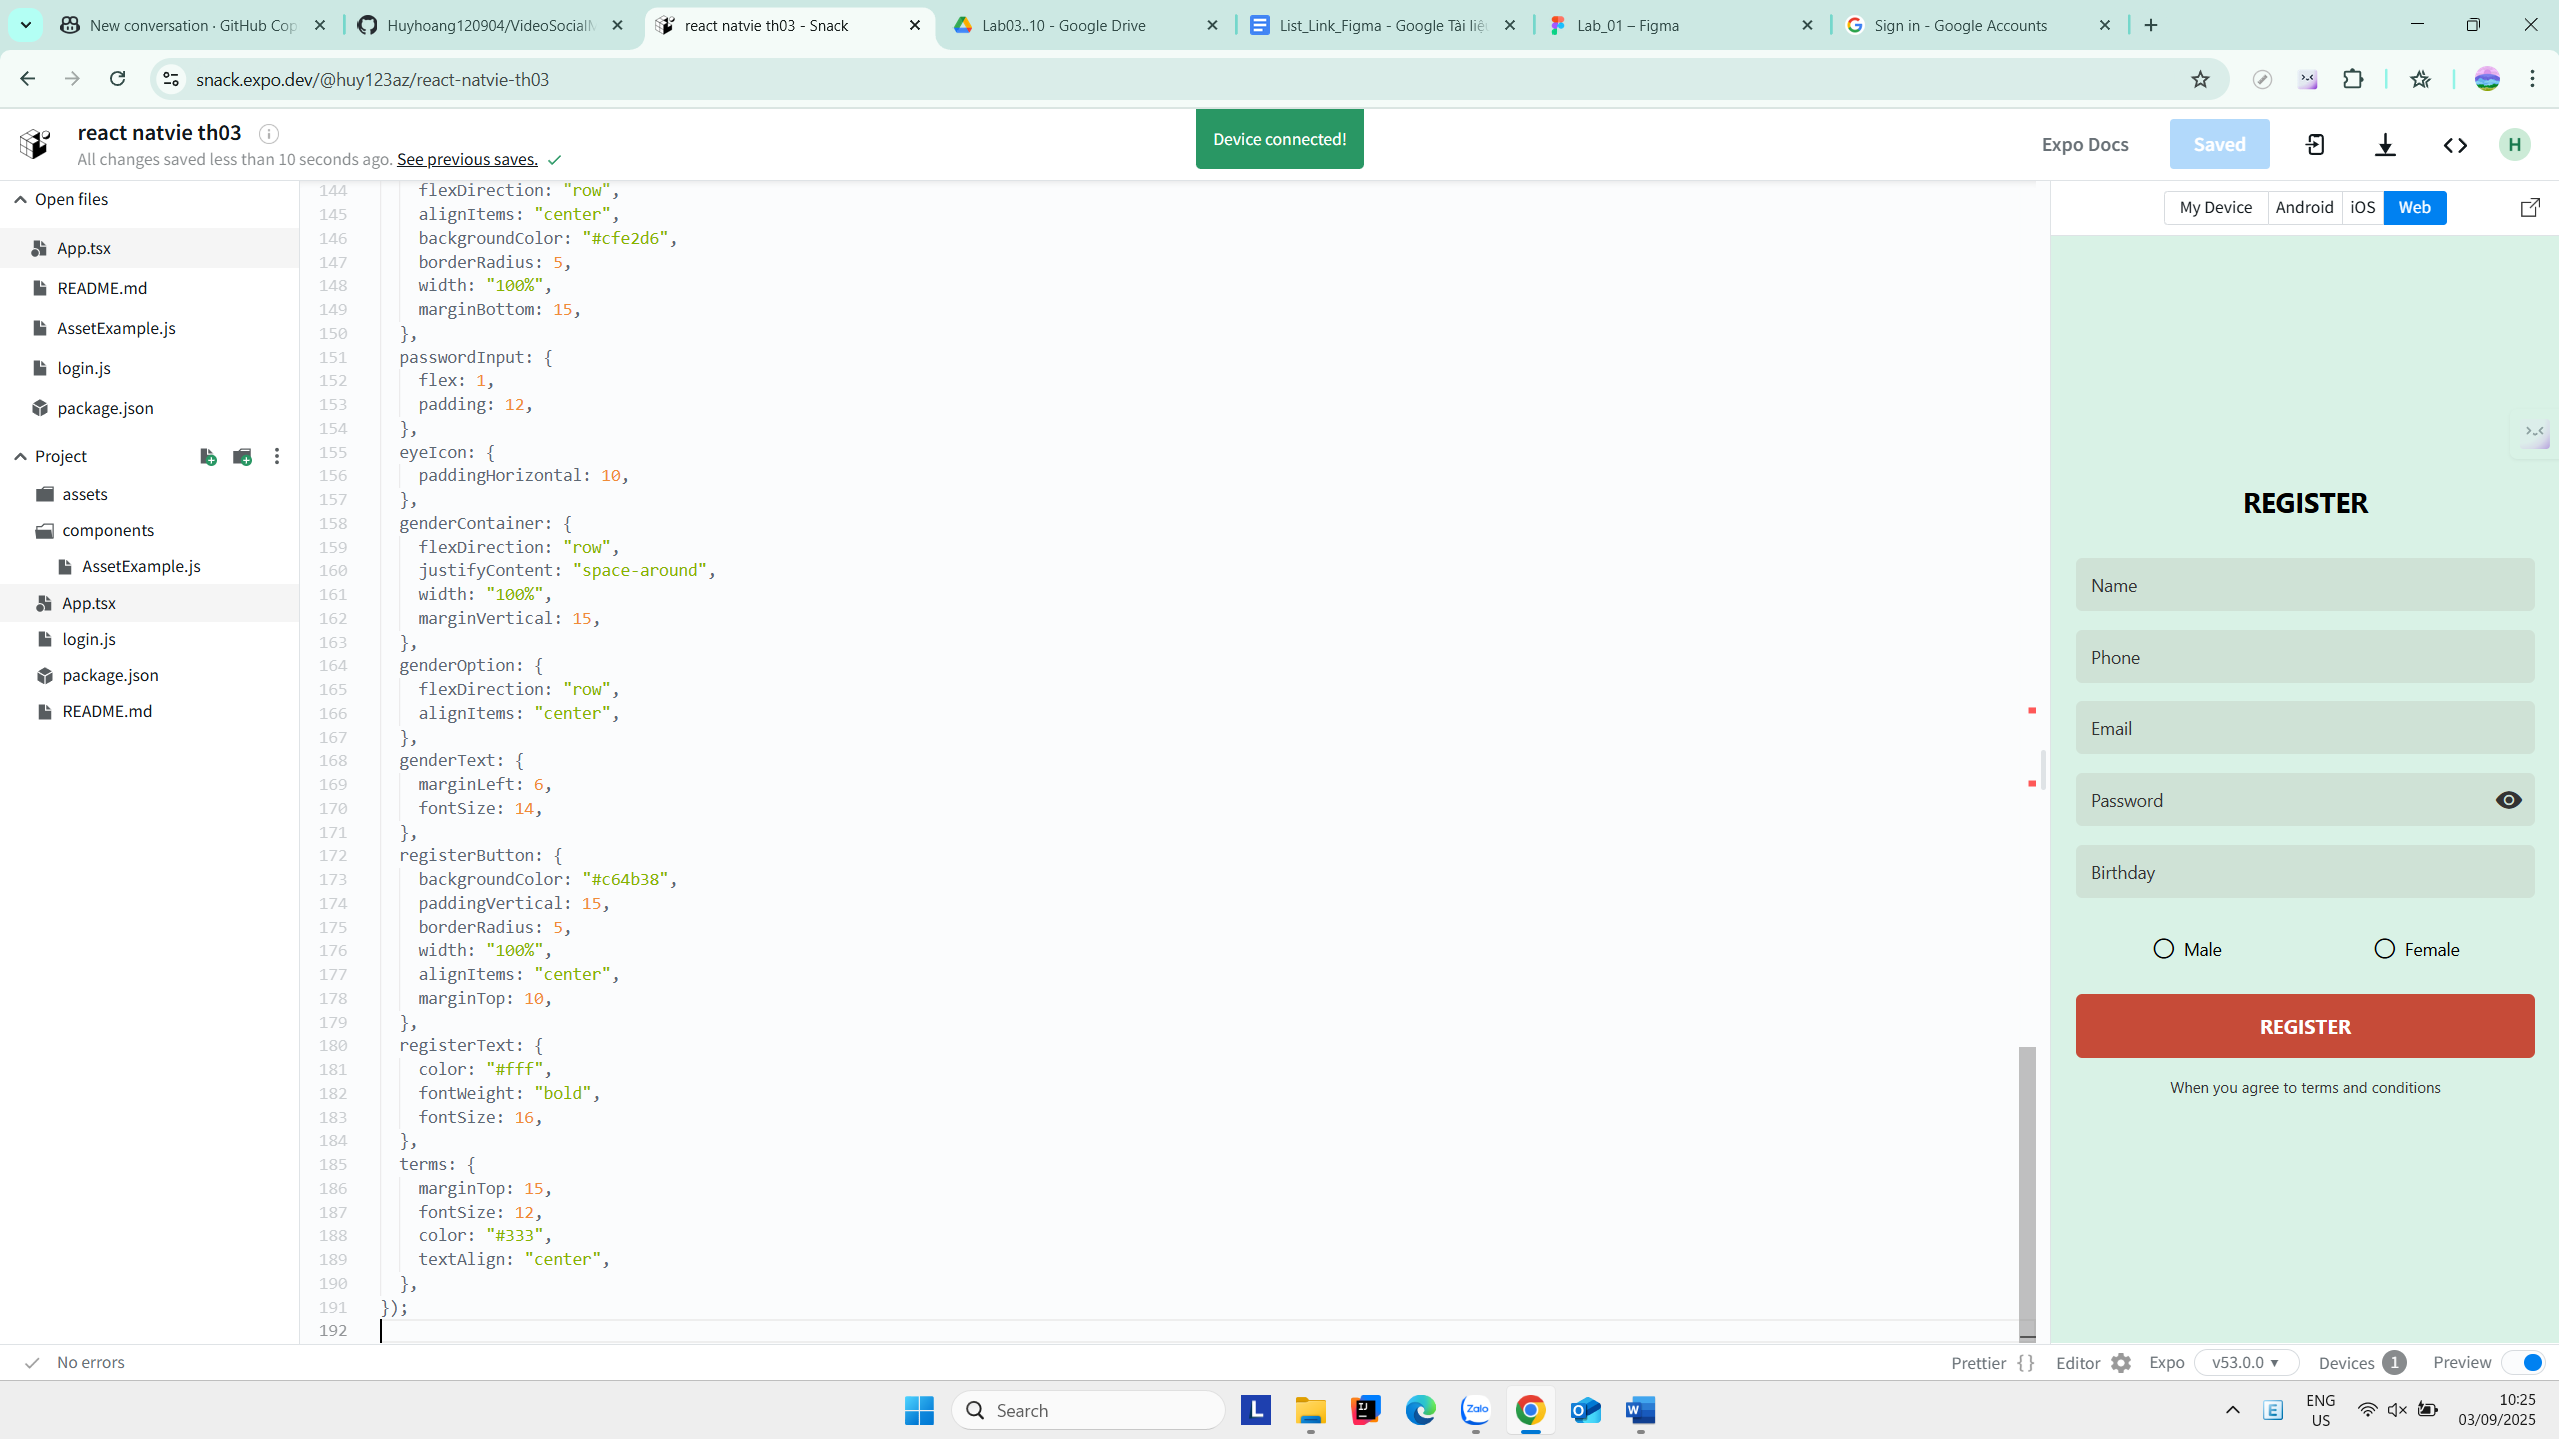 New conversation · GitHub Cop
Huyhoang120904/VideoSocialM
react natvie th03 - Snack
Lab03..10 - Google Drive
List_Link_Figma - Google Tài liệu
Lab_01 – Figma
Sign in - Google Accounts
snack.expo.dev/@huy123az/react-natvie-th03
react natvie th03
All changes saved less than 10 seconds ago. See previous saves.
Device connected!
Expo Docs
Saved
H
Open files
App.tsx
README.md
AssetExample.js
login.js
package.json
Project
assets
components
AssetExample.js
App.tsx
login.js
package.json
README.md
144 flexDirection: "row",
145 alignItems: "center",
146 backgroundColor: "#cfe2d6",
147 borderRadius: 5,
148 width: "100%",
149 marginBottom: 15,
150 },
151 passwordInput: {
152 flex: 1,
153 padding: 12,
154 },
155 eyeIcon: {
156 paddingHorizontal: 10,
157 },
158 genderContainer: {
159 flexDirection: "row",
160 justifyContent: "space-around",
161 width: "100%",
162 marginVertical: 15,
163 },
164 genderOption: {
165 flexDirection: "row",
166 alignItems: "center",
167 },
168 genderText: {
169 marginLeft: 6,
170 fontSize: 14,
171 },
172 registerButton: {
173 backgroundColor: "#c64b38",
174 paddingVertical: 15,
175 borderRadius: 5,
176 width: "100%",
177 alignItems: "center",
178 marginTop: 10,
179 },
180 registerText: {
181 color: "#fff",
182 fontWeight: "bold",
183 fontSize: 16,
184 },
185 terms: {
186 marginTop: 15,
187 fontSize: 12,
188 color: "#333",
189 textAlign: "center",
190 },
191 });
192
My Device Android iOS Web
REGISTER
Name
Phone
Email
Password
Birthday
Male Female
REGISTER
When you agree to terms and conditions
No errors
Prettier {} Editor Expo v53.0.0 Devices 1 Preview
Search
L
IJ
Zalo
W
E
ENG
US
10:25
03/09/2025